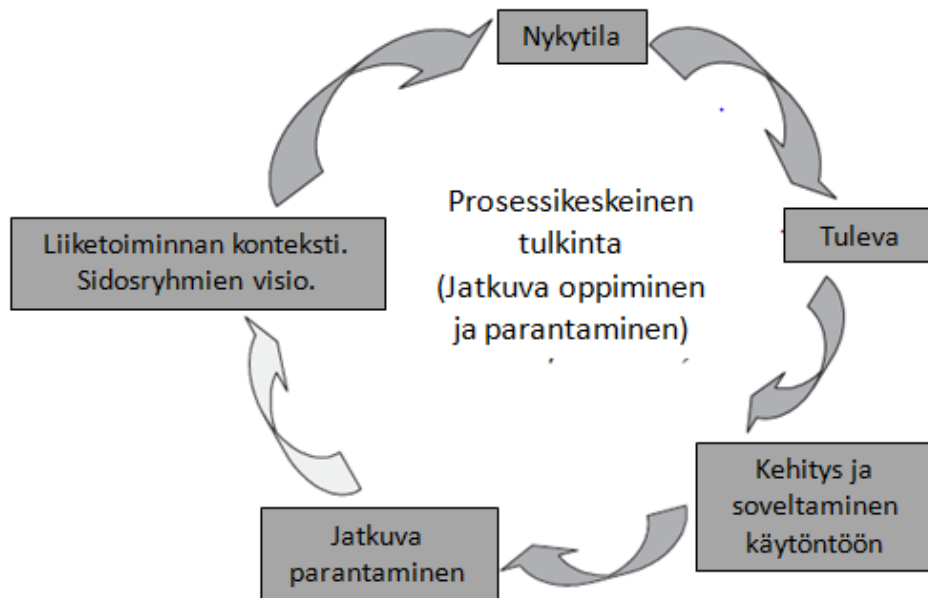 Nykytila
Prosessikeskeinen
tulkinta
(Jatkuva oppiminen
ja parantaminen)
Tuleva
Liiketoiminnan konteksti.
Sidosryhmien visio.
Kehitys ja
soveltaminen
käytöntöön
Jatkuva
parantaminen